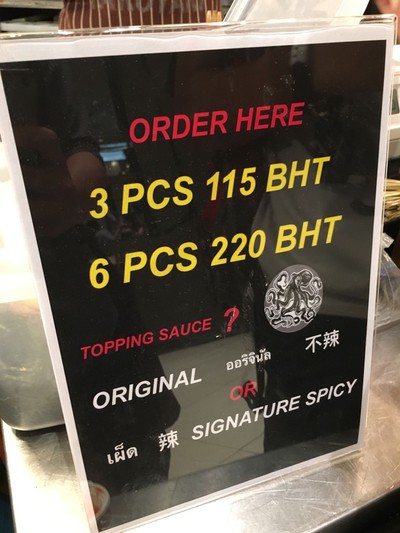 ORDER HERE
3 PCS 115 BHT
6 PCS 220 BHT
TOPPING SAUCE ?
ORIGINAL ออริจินัล 不辣
OR
เผ็ด 辣 SIGNATURE SPICY